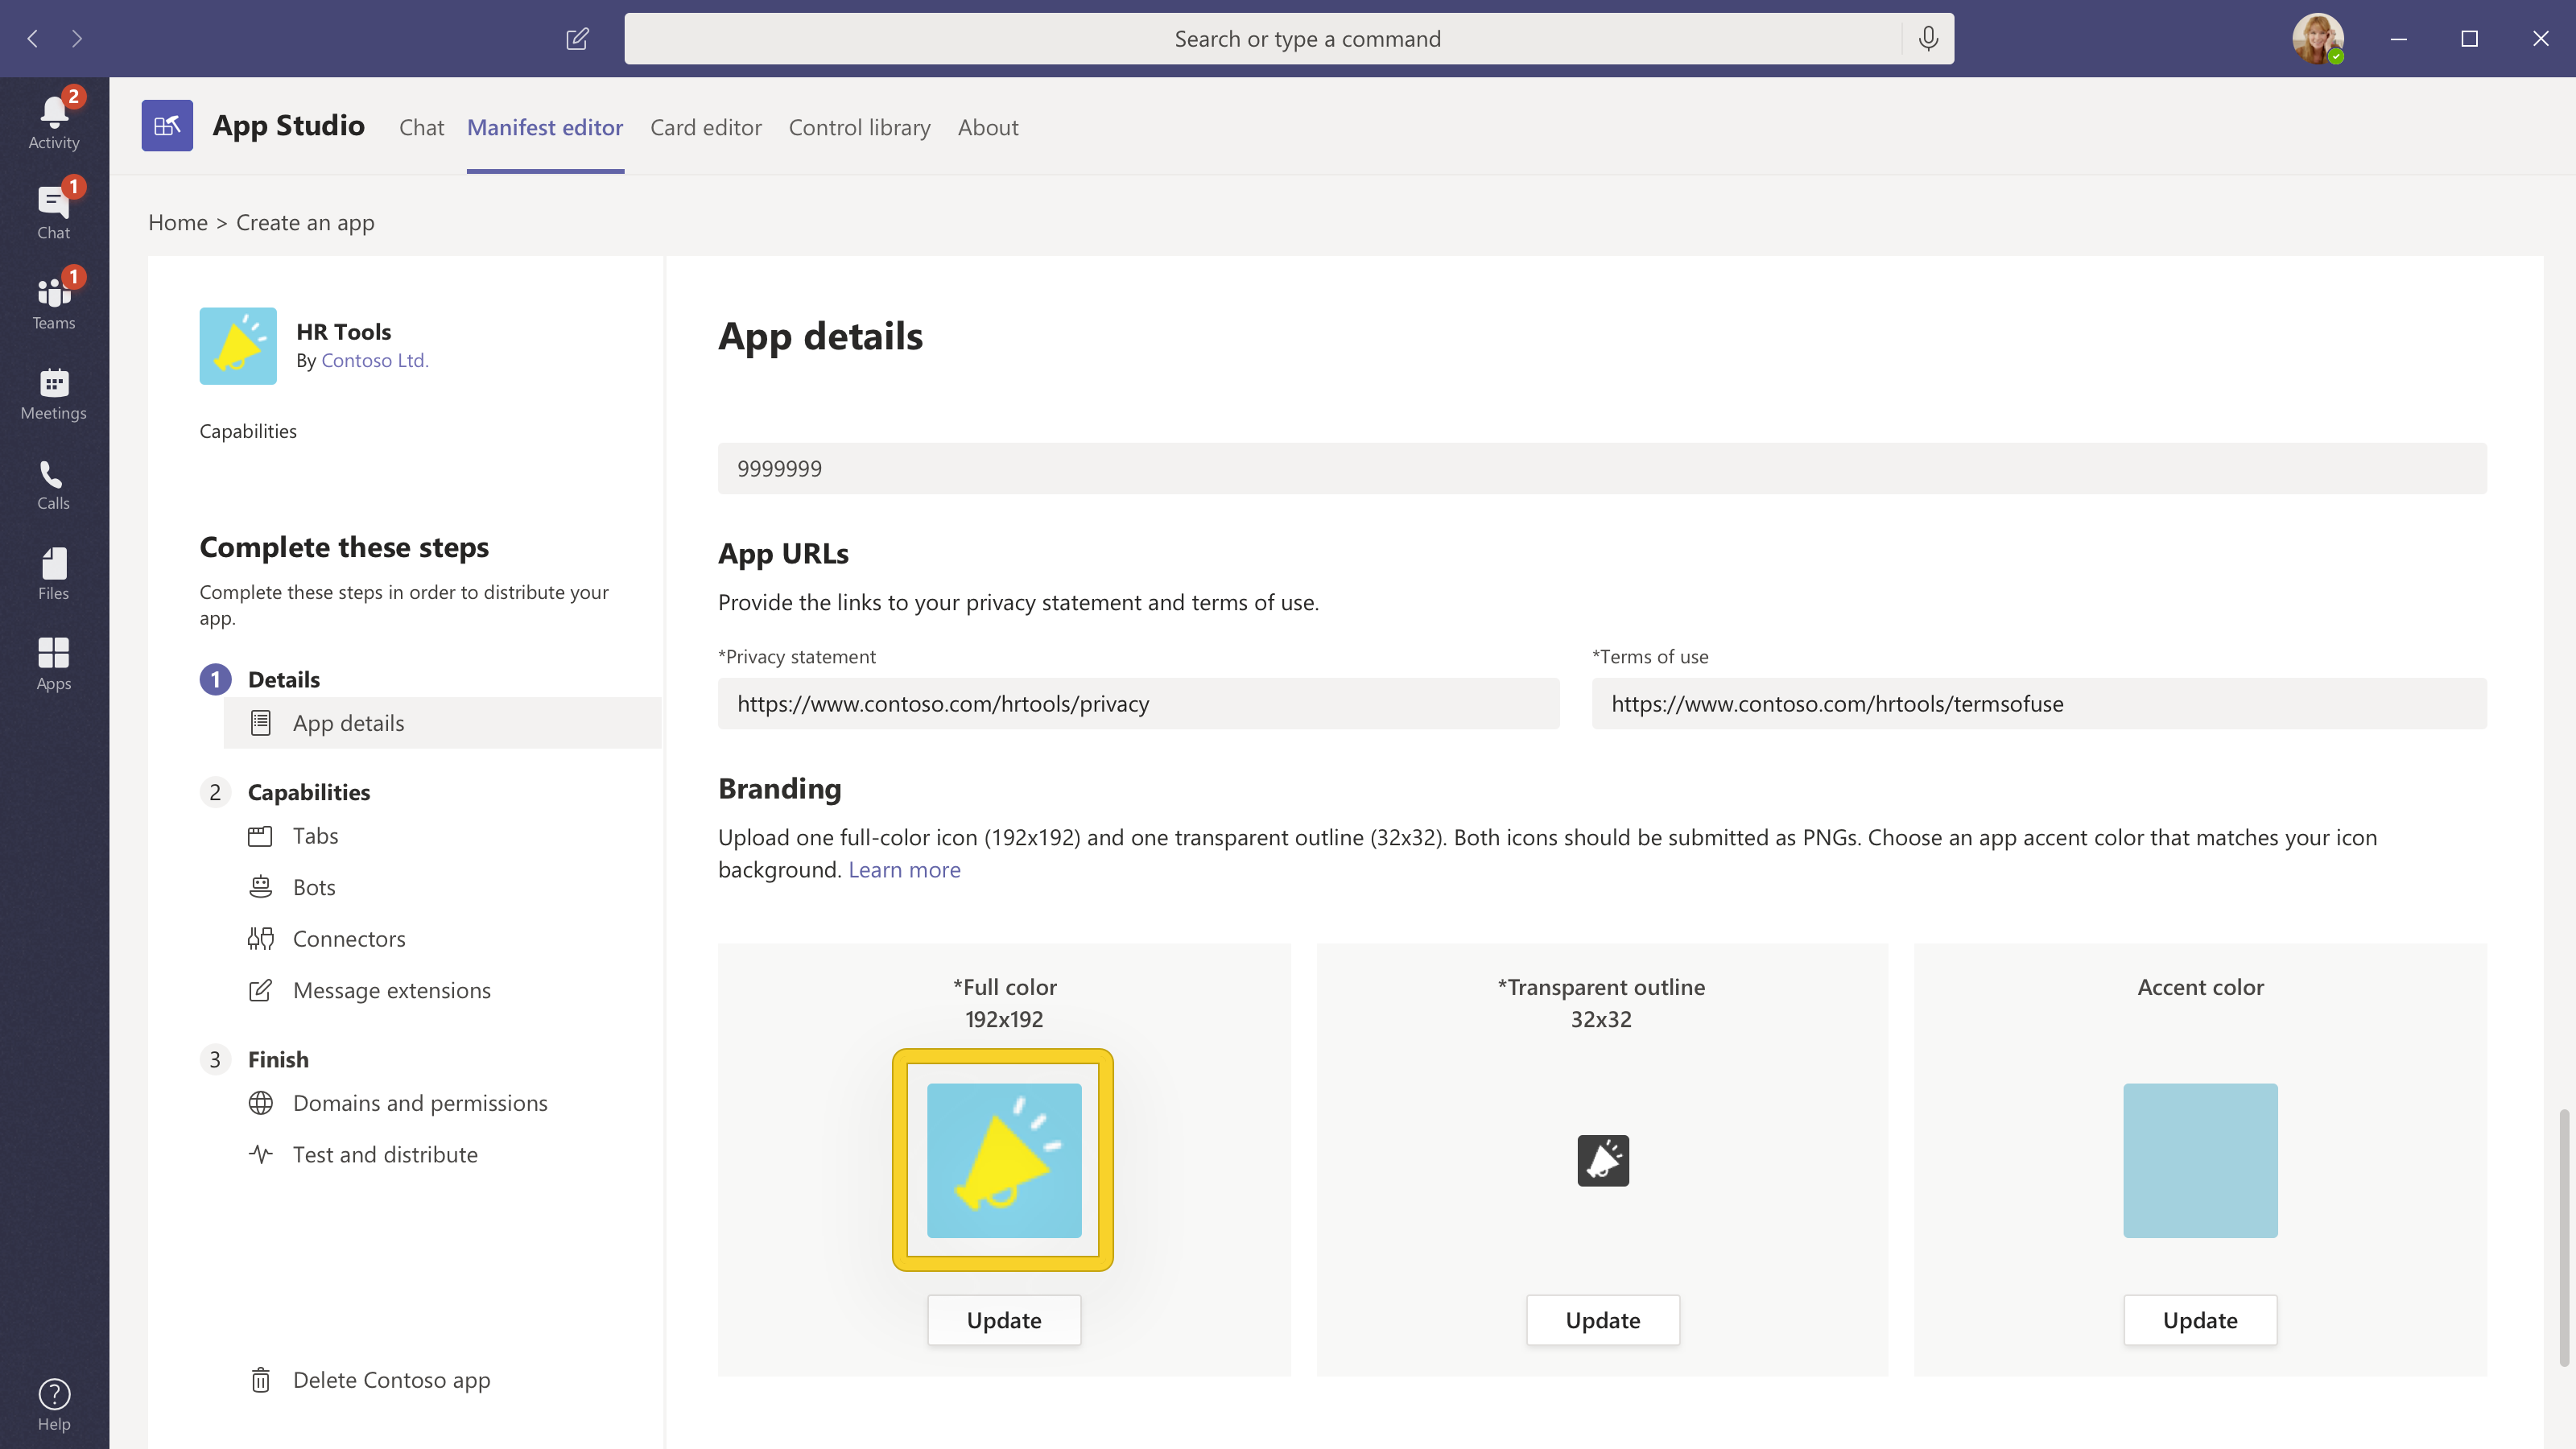 Search or type a command
2
Activity
1
Chat
1
Teams
Meetings
Calls
Files
Apps
Help
App Studio
Chat
Manifest editor
Card editor
Control library
About
Home > Create an app
HR Tools
By Contoso Ltd.
Capabilities
Complete these steps
Complete these steps in order to distribute your
app.
1 Details
App details
2 Capabilities
Tabs
Bots
Connectors
Message extensions
3 Finish
Domains and permissions
Test and distribute
Delete Contoso app
App details
9999999
App URLs
Provide the links to your privacy statement and terms of use.
*Privacy statement
https://www.contoso.com/hrtools/privacy
*Terms of use
https://www.contoso.com/hrtools/termsofuse
Branding
Upload one full-color icon (192x192) and one transparent outline (32x32). Both icons should be submitted as PNGs. Choose an app accent color that matches your icon
background. Learn more
*Full color
192x192
Update
*Transparent outline
32x32
Update
Accent color
Update